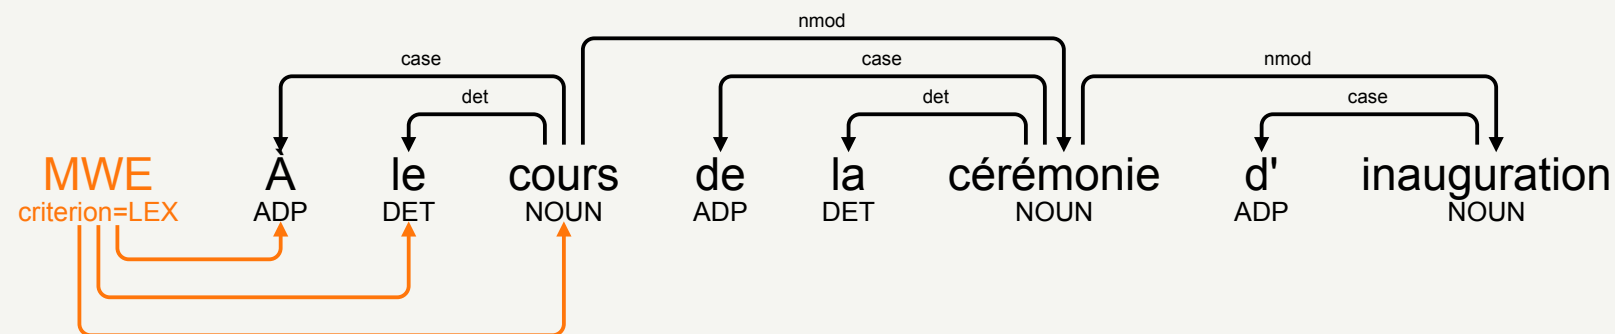 nmod
case case nmod
det det case
MWE À le cours de la cérémonie d' inauguration
criterion=LEX ADP DET NOUN ADP DET NOUN ADP NOUN